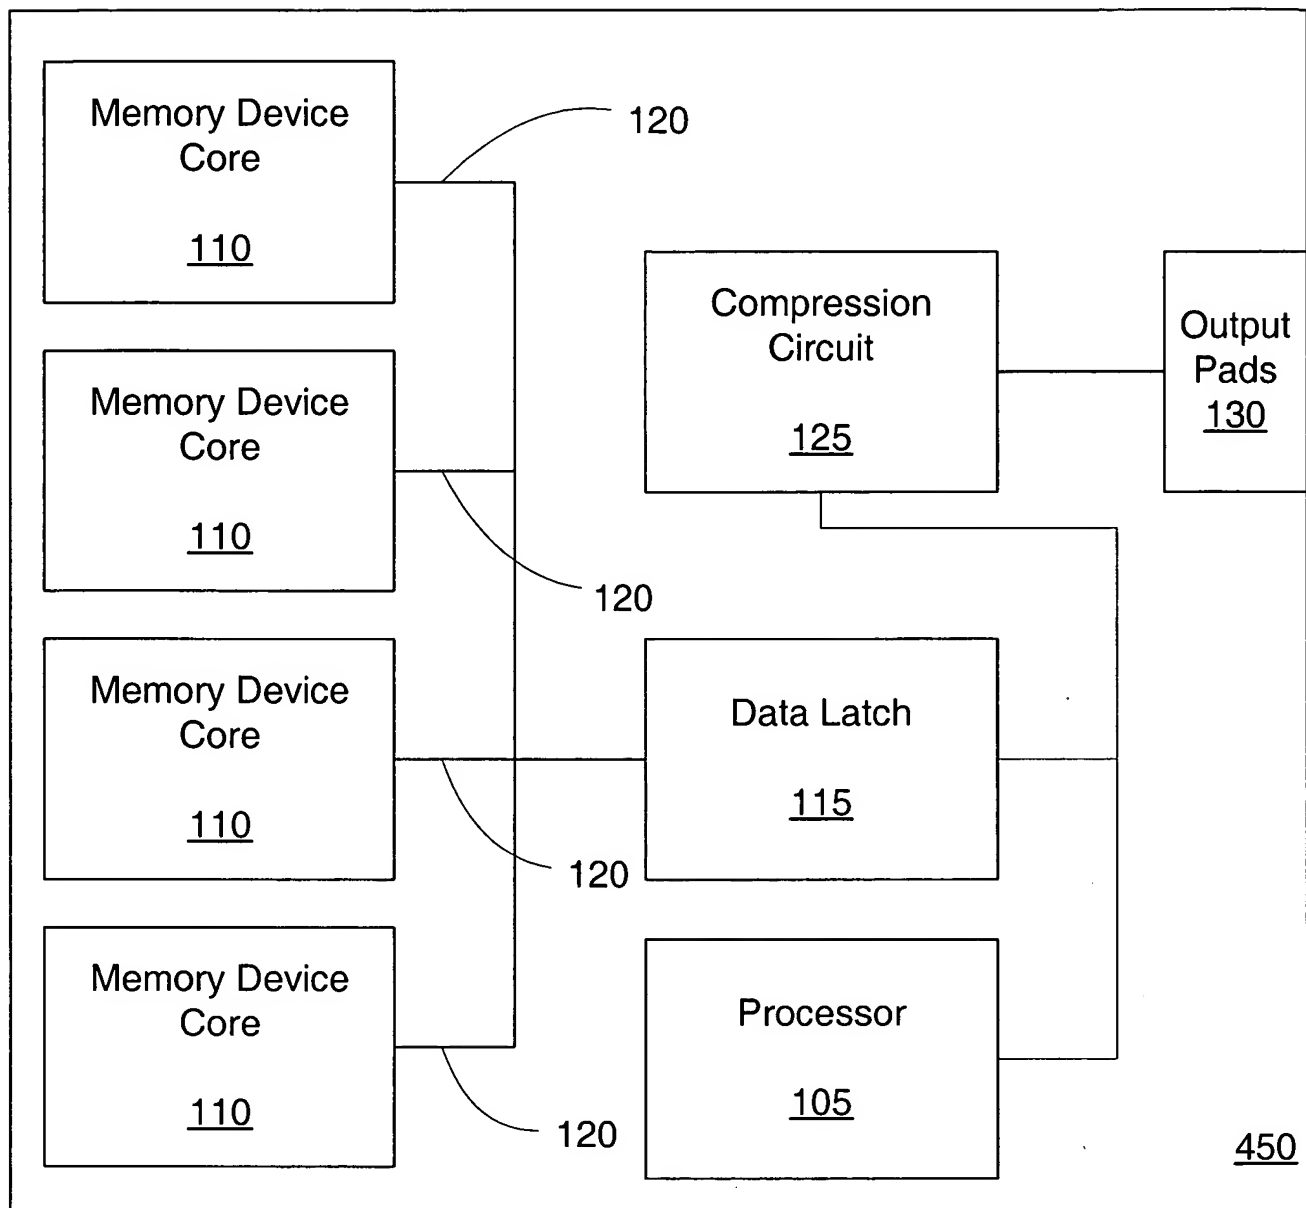 Memory Device
Core
110
120
Memory Device
Core
110
120
Memory Device
Core
110
120
Memory Device
Core
110
120
Compression
Circuit
125
Output
Pads
130
Data Latch
115
Processor
105
450